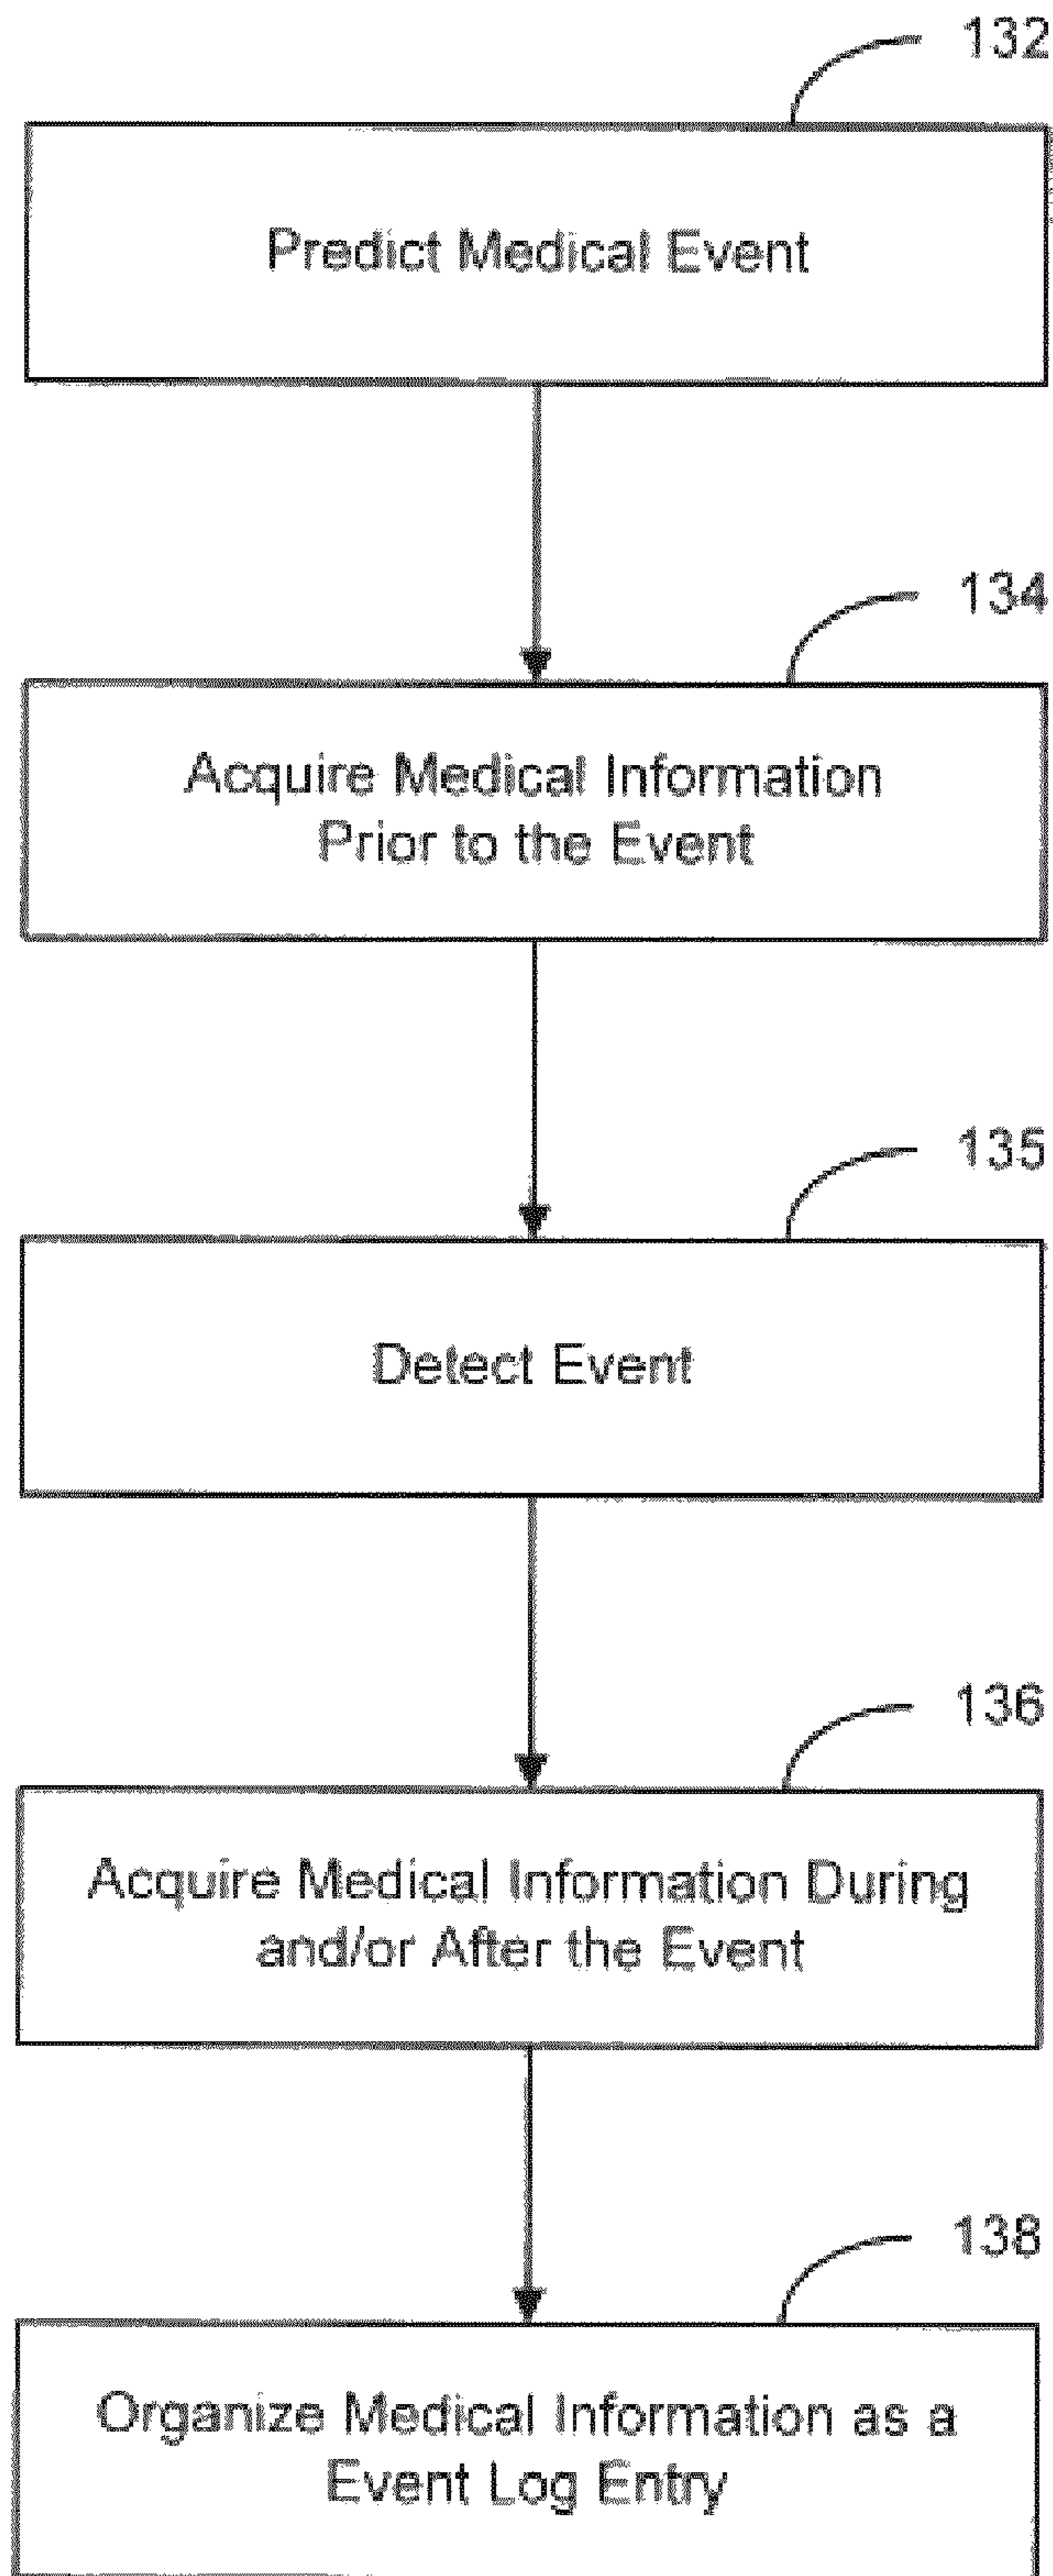 132
Predict Medical Event
134
Acquire Medical Information
Prior to the Event
135
Detect Event
136
Acquire Medical Information During
and/or After the Event
138
Organize Medical Information as a
Event Log Entry